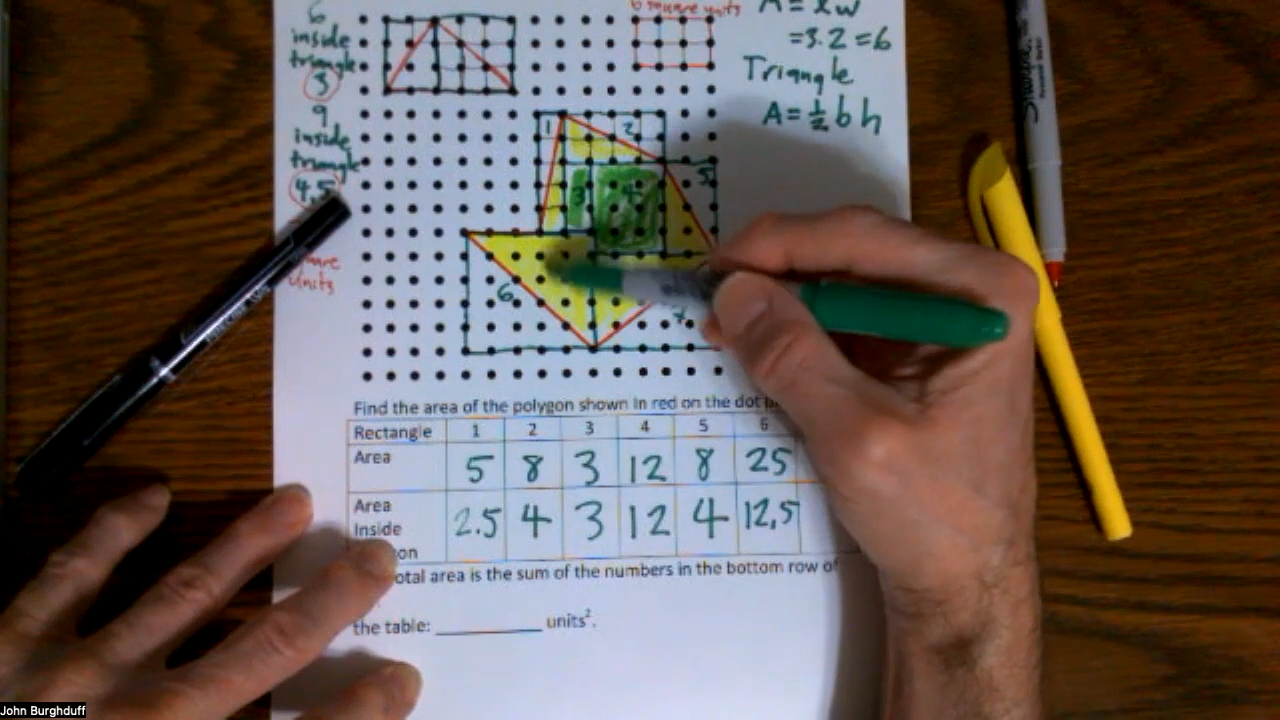 6
inside
triangle
3
9
inside
triangle
4.5
square
units
6 square units
A = lw
=3·2=6
Triangle
A=½bh
1
2
3
4
5
6
7
Find the area of the polygon shown in red on the dot
Rectangle 1 2 3 4 5 6
Area 5 8 3 12 8 25
Area
Inside 2.5 4 3 12 4 12,5
otal area is the sum of the numbers in the bottom row of
the table: __________ units².
John Burghduff